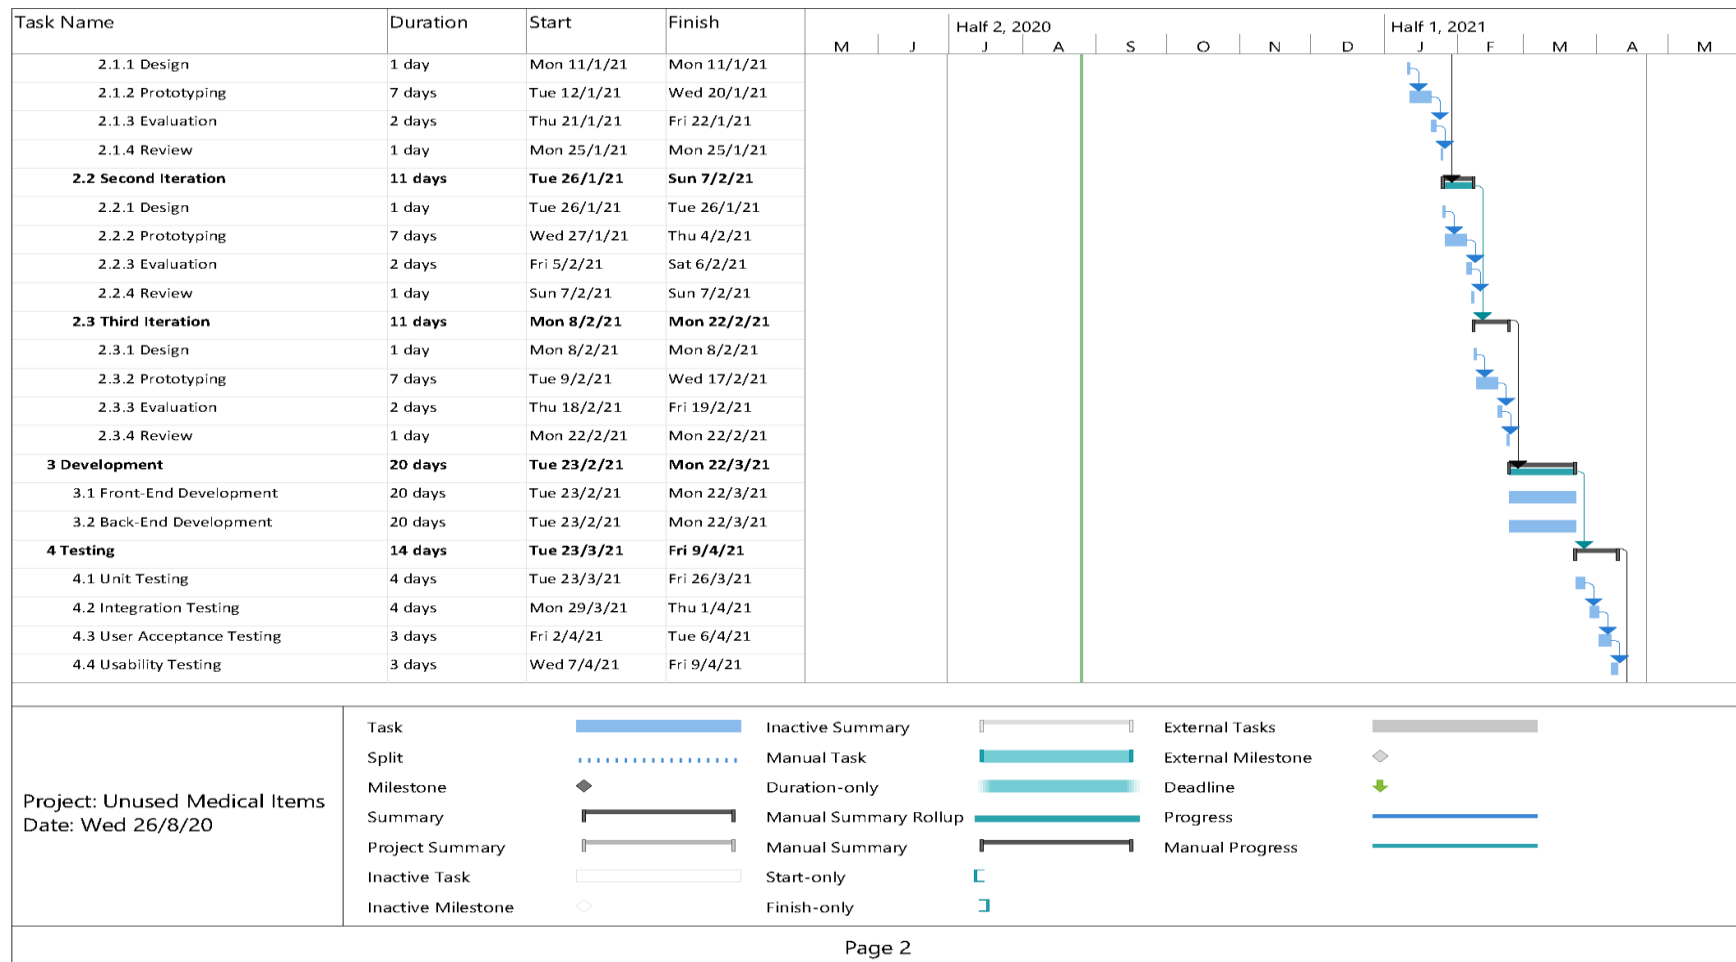 Task Name Duration Start Finish Half 2, 2020 Half 1, 2021
M J J A S O N D J F M A M
2.1.1 Design 1 day Mon 11/1/21 Mon 11/1/21
2.1.2 Prototyping 7 days Tue 12/1/21 Wed 20/1/21
2.1.3 Evaluation 2 days Thu 21/1/21 Fri 22/1/21
2.1.4 Review 1 day Mon 25/1/21 Mon 25/1/21
2.2 Second Iteration 11 days Tue 26/1/21 Sun 7/2/21
2.2.1 Design 1 day Tue 26/1/21 Tue 26/1/21
2.2.2 Prototyping 7 days Wed 27/1/21 Thu 4/2/21
2.2.3 Evaluation 2 days Fri 5/2/21 Sat 6/2/21
2.2.4 Review 1 day Sun 7/2/21 Sun 7/2/21
2.3 Third Iteration 11 days Mon 8/2/21 Mon 22/2/21
2.3.1 Design 1 day Mon 8/2/21 Mon 8/2/21
2.3.2 Prototyping 7 days Tue 9/2/21 Wed 17/2/21
2.3.3 Evaluation 2 days Thu 18/2/21 Fri 19/2/21
2.3.4 Review 1 day Mon 22/2/21 Mon 22/2/21
3 Development 20 days Tue 23/2/21 Mon 22/3/21
3.1 Front-End Development 20 days Tue 23/2/21 Mon 22/3/21
3.2 Back-End Development 20 days Tue 23/2/21 Mon 22/3/21
4 Testing 14 days Tue 23/3/21 Fri 9/4/21
4.1 Unit Testing 4 days Tue 23/3/21 Fri 26/3/21
4.2 Integration Testing 4 days Mon 29/3/21 Thu 1/4/21
4.3 User Acceptance Testing 3 days Fri 2/4/21 Tue 6/4/21
4.4 Usability Testing 3 days Wed 7/4/21 Fri 9/4/21
Project: Unused Medical Items
Date: Wed 26/8/20
Task Inactive Summary External Tasks
Split Manual Task External Milestone
Milestone Duration-only Deadline
Summary Manual Summary Rollup Progress
Project Summary Manual Summary Manual Progress
Inactive Task Start-only
Inactive Milestone Finish-only
Page 2